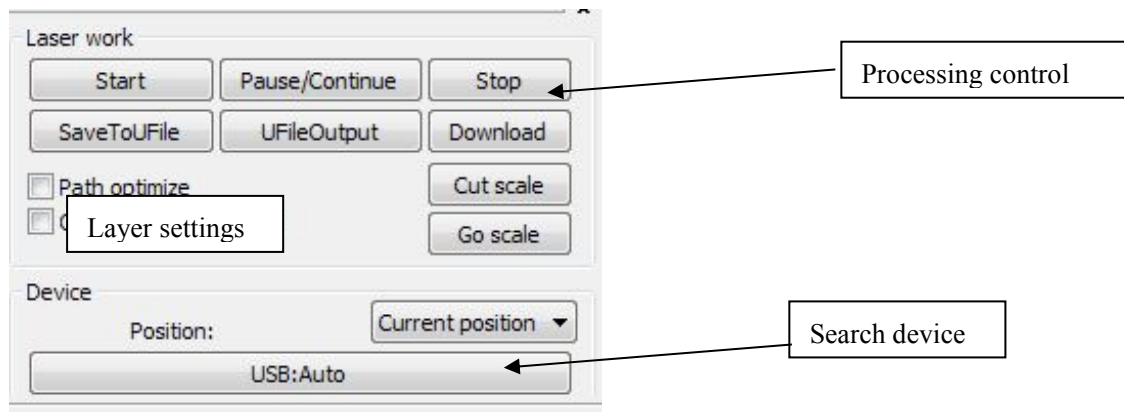 Laser work
Start Pause/Continue Stop
Processing control
SaveToUFile UFileOutput Download
Path optimize Cut scale
Layer settings
Go scale
Device
Position: Current position
Search device
USB:Auto